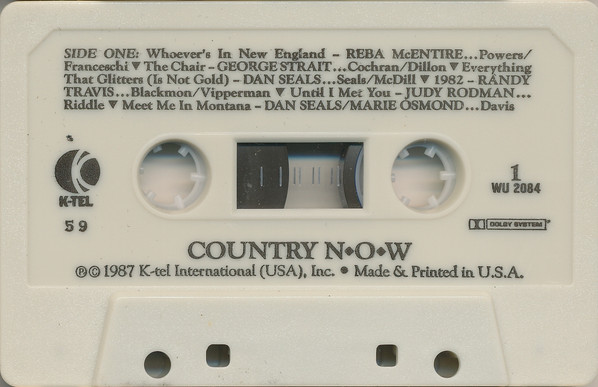 SIDE ONE: Whoever's In New England – REBA McENTIRE...Powers/
Franceschi ▼ The Chair – GEORGE STRAIT...Cochran/Dillon ▼ Everything
That Glitters (Is Not Gold) – DAN SEALS...Seals/McDill ▼ 1982 – RANDY
TRAVIS...Blackmon/Vipperman ▼ Until I Met You – JUDY RODMAN...
Riddle ▼ Meet Me In Montana – DAN SEALS/MARIE OSMOND...Davis
K
K-TEL
59
1
WU 2084
DOLBY SYSTEM
COUNTRY N◆O◆W
℗© 1987 K-tel International (USA), Inc. ● Made & Printed in U.S.A.